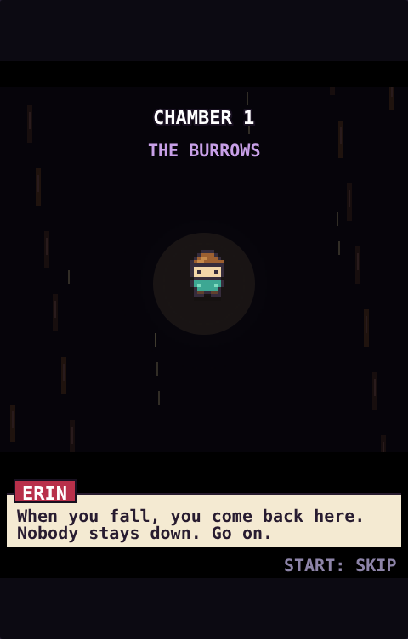 CHAMBER 1
THE BURROWS
ERIN
When you fall, you come back here.
Nobody stays down. Go on.
START: SKIP